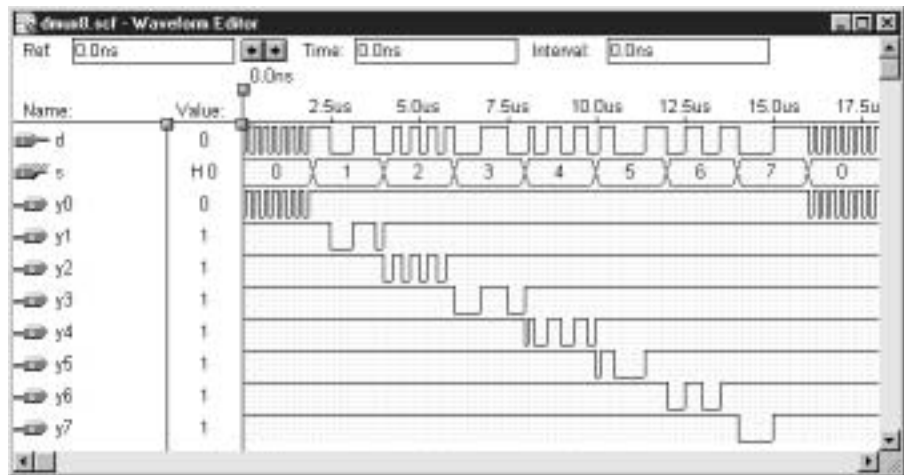 dmux8.scf - Waveform Editor
Ref: 0.0ns Time: 0.0ns Interval: 0.0ns
0.0ns
Name: Value: 2.5us 5.0us 7.5us 10.0us 12.5us 15.0us 17.5u
d 0
s H 0 0 1 2 3 4 5 6 7 0
y0 0
y1 1
y2 1
y3 1
y4 1
y5 1
y6 1
y7 1